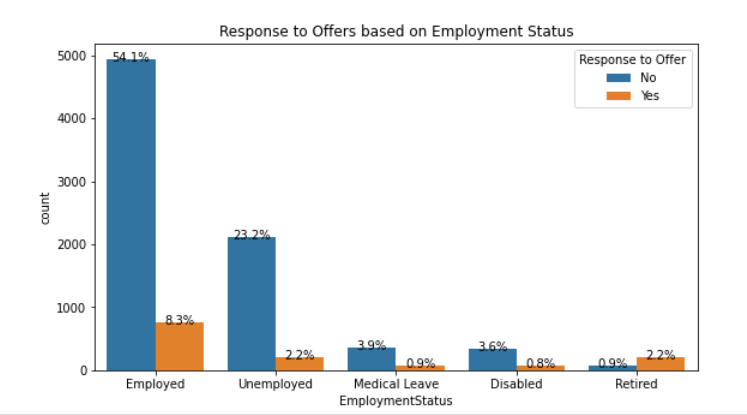 Response to Offers based on Employment Status
Response to Offer
No
Yes
count
5000
4000
3000
2000
1000
0
54.1%
8.3%
23.2%
2.2%
3.9%
0.9%
3.6%
0.8%
0.9%
2.2%
Employed
Unemployed
Medical Leave
Disabled
Retired
EmploymentStatus